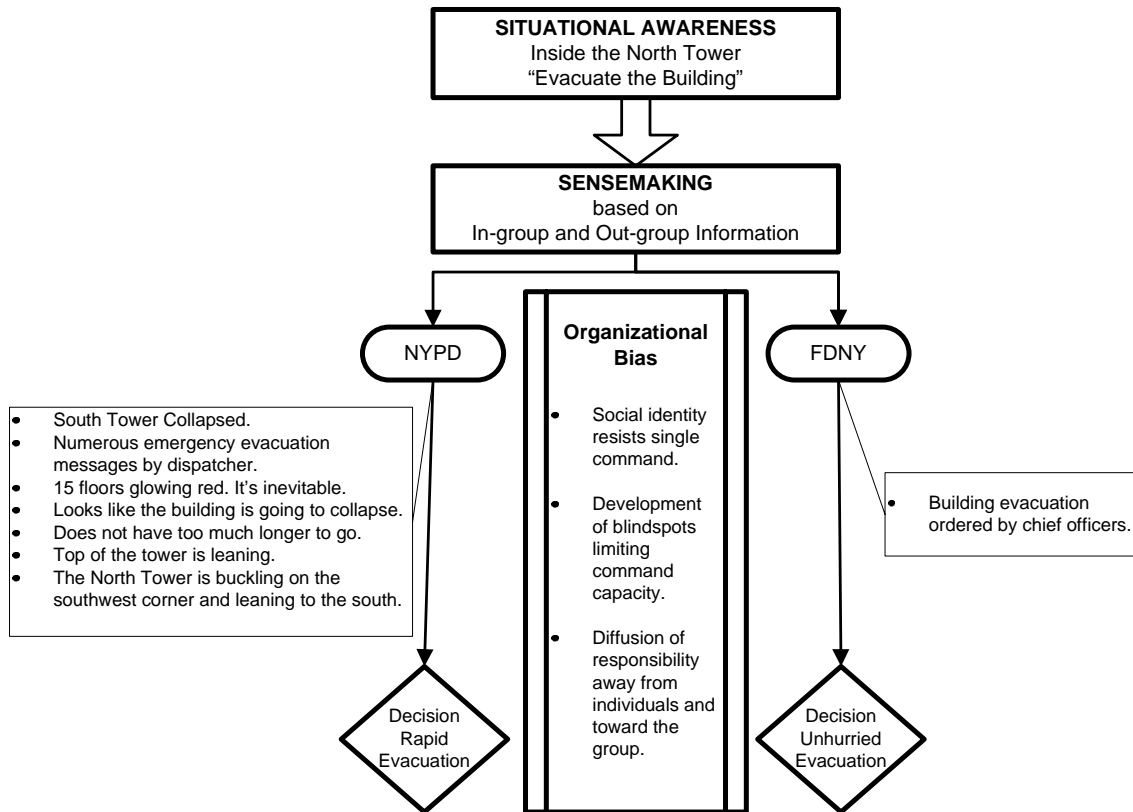 SITUATIONAL AWARENESS
Inside the North Tower
“Evacuate the Building”
SENSEMAKING
based on
In-group and Out-group Information
NYPD
• South Tower Collapsed.
• Numerous emergency evacuation
messages by dispatcher.
• 15 floors glowing red. It’s inevitable.
• Looks like the building is going to collapse.
• Does not have too much longer to go.
• Top of the tower is leaning.
• The North Tower is buckling on the
southwest corner and leaning to the south.
Decision
Rapid
Evacuation
Organizational
Bias
• Social identity
resists single
command.
• Development
of blindspots
limiting
command
capacity.
• Diffusion of
responsibility
away from
individuals and
toward the
group.
FDNY
• Building evacuation
ordered by chief officers.
Decision
Unhurried
Evacuation